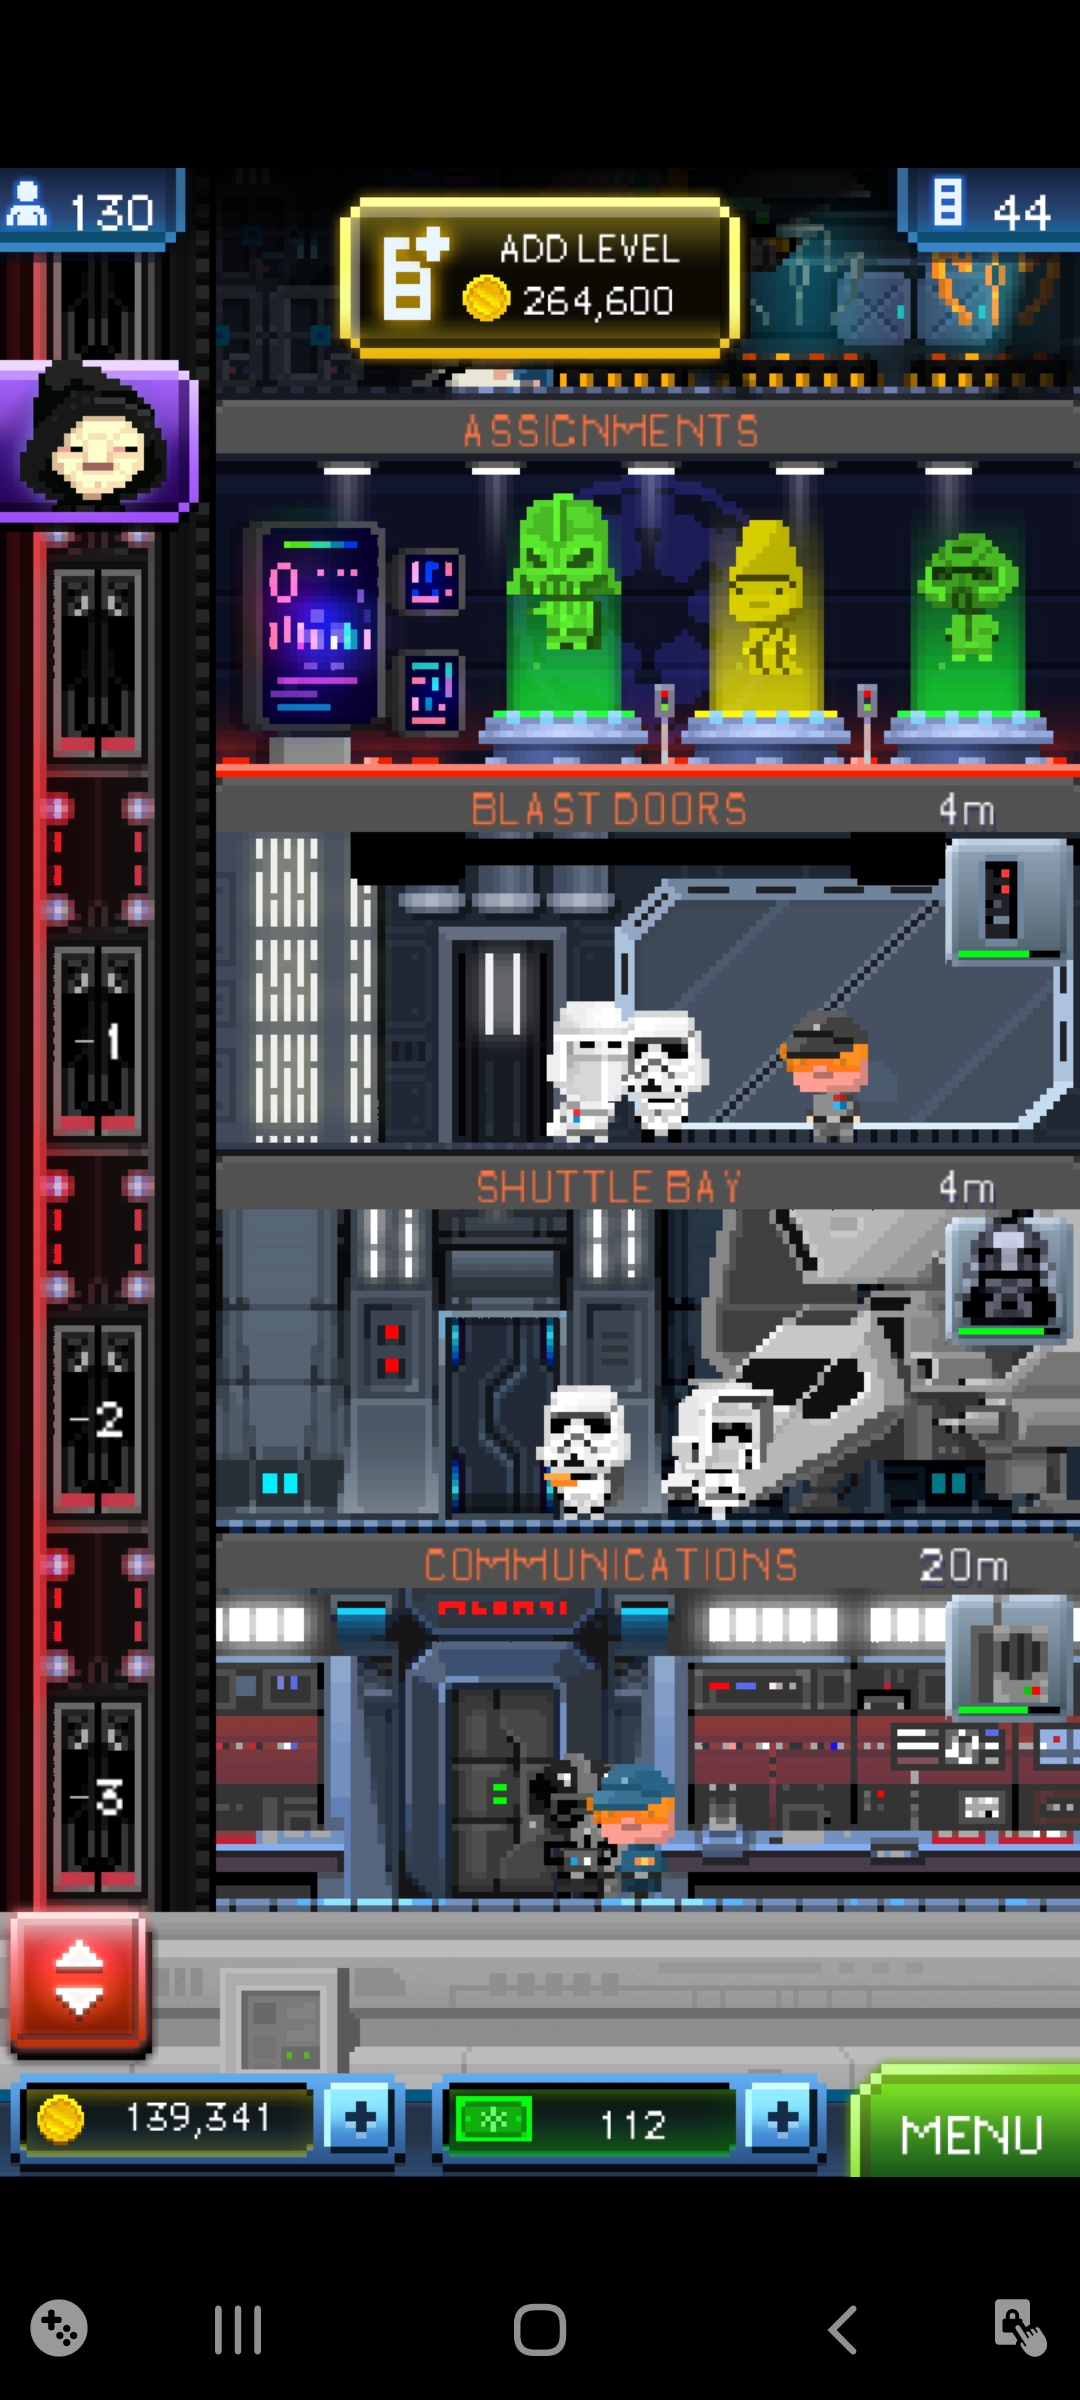 130
ADD LEVEL
264,600
44
ASSIGNMENTS
BLAST DOORS 4m
-1
SHUTTLE BAY 4m
-2
COMMUNICATIONS 20m
-3
139,341
112
MENU